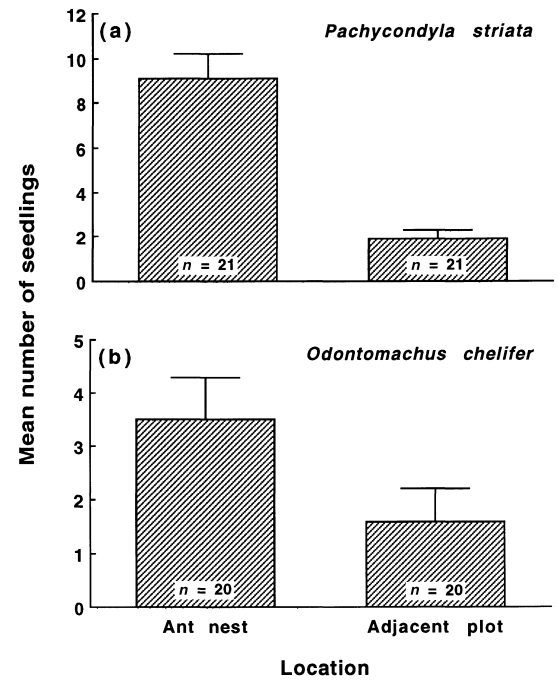 (a) Pachycondyla striata
12
10
8
6
4
2
0
n = 21
n = 21
Mean number of seedlings
(b) Odontomachus chelifer
5
4
3
2
1
0
n = 20
n = 20
Ant nest Adjacent plot
Location